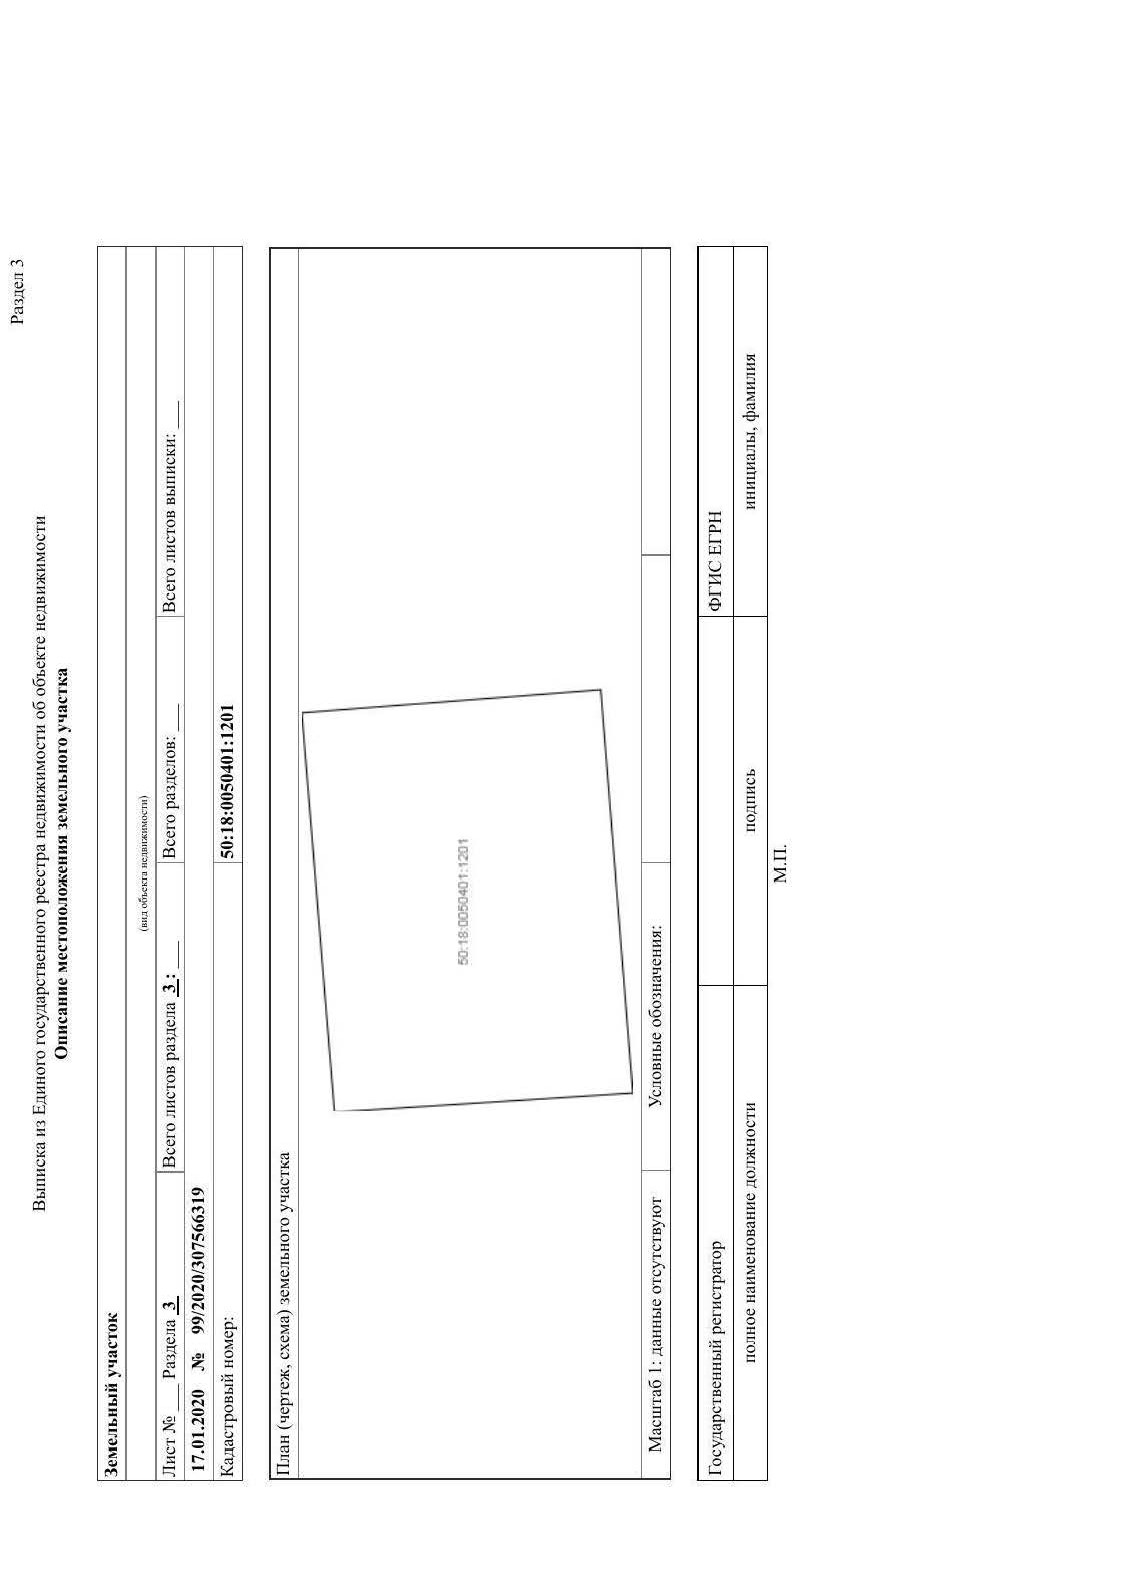 Раздел 3
Выписка из Единого государственного реестра недвижимости об объекте недвижимости
Описание местоположения земельного участка
Земельный участок
(вид объекта недвижимости)
Лист № ___ Раздела 3 Всего листов раздела 3 : ___ Всего разделов: ___ Всего листов выписки: ___
17.01.2020 № 99/2020/307566319
Кадастровый номер: 50:18:0050401:1201
План (чертеж, схема) земельного участка
50:18:0050401:1201
Масштаб 1: данные отсутствуют Условные обозначения:
Государственный регистратор ФГИС ЕГРН
полное наименование должности подпись инициалы, фамилия
М.П.